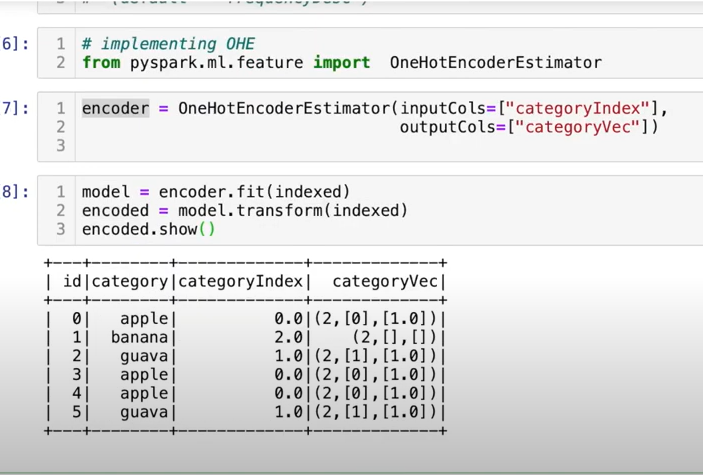 3 # (default = 'frequencyDesc')
6]: 1 # implementing OHE
2 from pyspark.ml.feature import  OneHotEncoderEstimator
7]: 1 encoder = OneHotEncoderEstimator(inputCols=["categoryIndex"],
2                                  outputCols=["categoryVec"])
3
8]: 1 model = encoder.fit(indexed)
2 encoded = model.transform(indexed)
3 encoded.show()
+---+--------+-------------+-------------+
| id|category|categoryIndex|  categoryVec|
+---+--------+-------------+-------------+
|  0|   apple|          0.0|(2,[0],[1.0])|
|  1|  banana|          2.0|    (2,[],[])|
|  2|   guava|          1.0|(2,[1],[1.0])|
|  3|   apple|          0.0|(2,[0],[1.0])|
|  4|   apple|          0.0|(2,[0],[1.0])|
|  5|   guava|          1.0|(2,[1],[1.0])|
+---+--------+-------------+-------------+